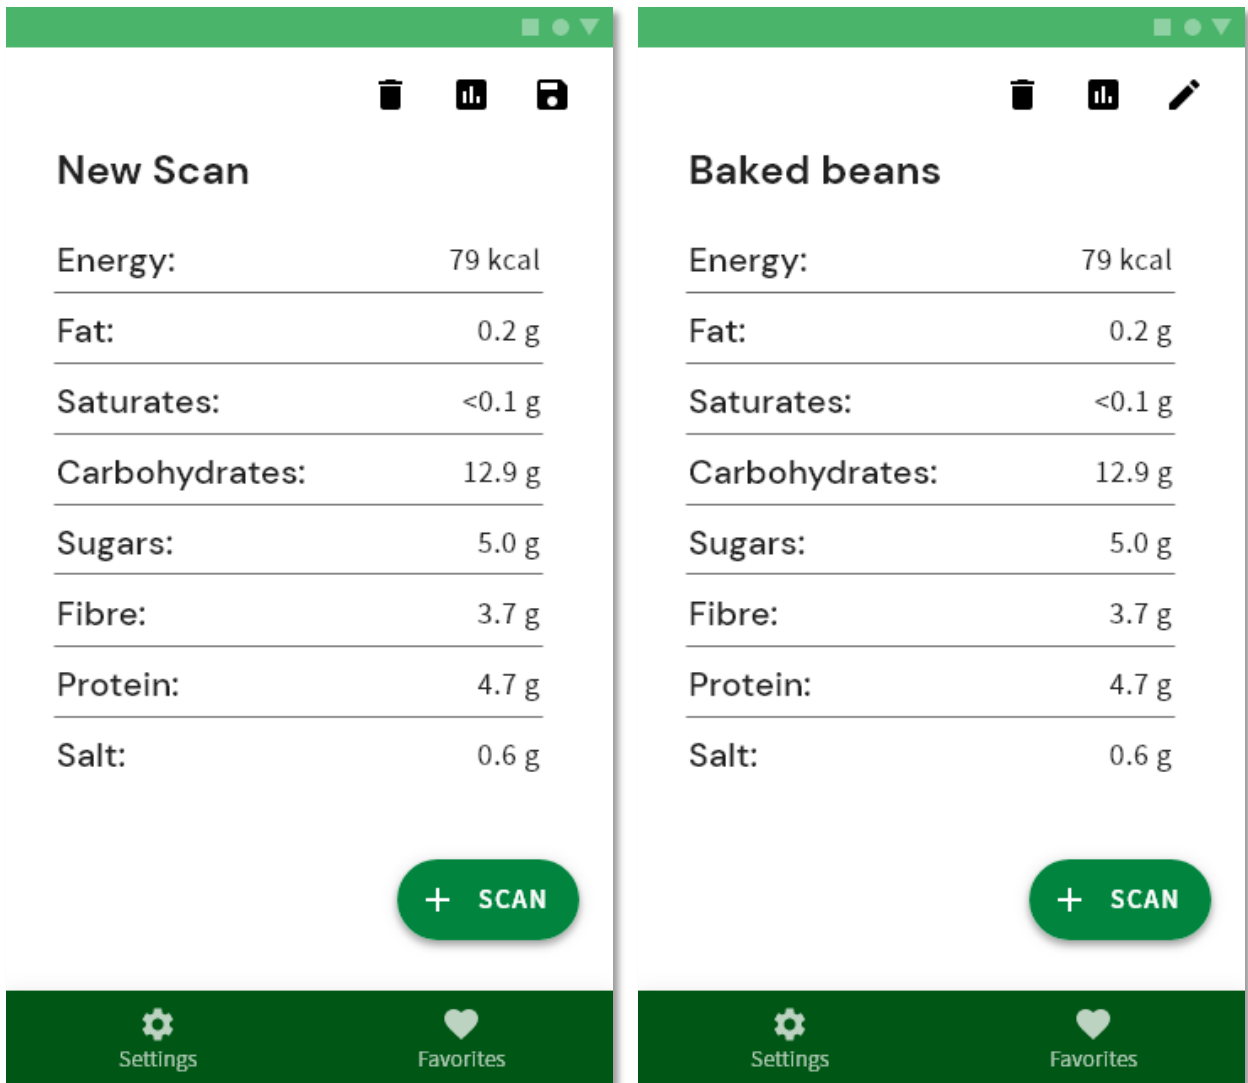 New Scan
Energy: 79 kcal
Fat: 0.2 g
Saturates: <0.1 g
Carbohydrates: 12.9 g
Sugars: 5.0 g
Fibre: 3.7 g
Protein: 4.7 g
Salt: 0.6 g
+ SCAN
Settings Favorites
Baked beans
Energy: 79 kcal
Fat: 0.2 g
Saturates: <0.1 g
Carbohydrates: 12.9 g
Sugars: 5.0 g
Fibre: 3.7 g
Protein: 4.7 g
Salt: 0.6 g
+ SCAN
Settings Favorites